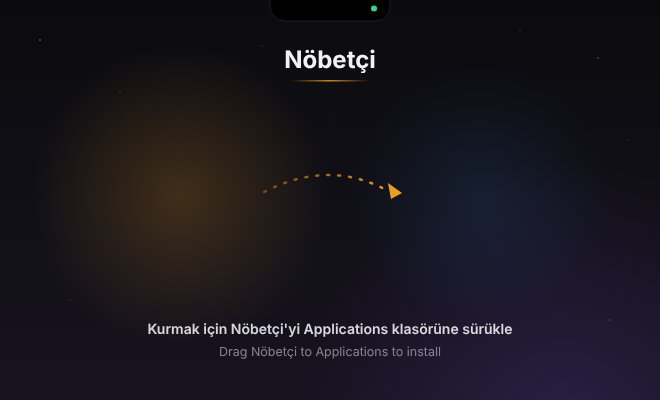 Nöbetçi
Kurmak için Nöbetçi'yi Applications klasörüne sürükle
Drag Nöbetçi to Applications to install